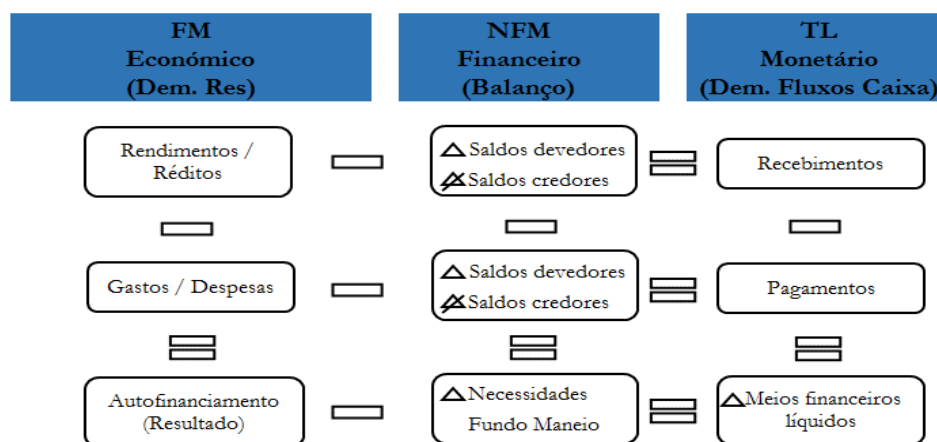 FM
Económico
(Dem. Res)
NFM
Financeiro
(Balanço)
TL
Monetário
(Dem. Fluxos Caixa)
Rendimentos /
Réditos
Saldos devedores
Saldos credores
Recebimentos
Gastos / Despesas
Saldos devedores
Saldos credores
Pagamentos
Autofinanciamento
(Resultado)
Necessidades
Fundo Maneio
Meios financeiros
líquidos